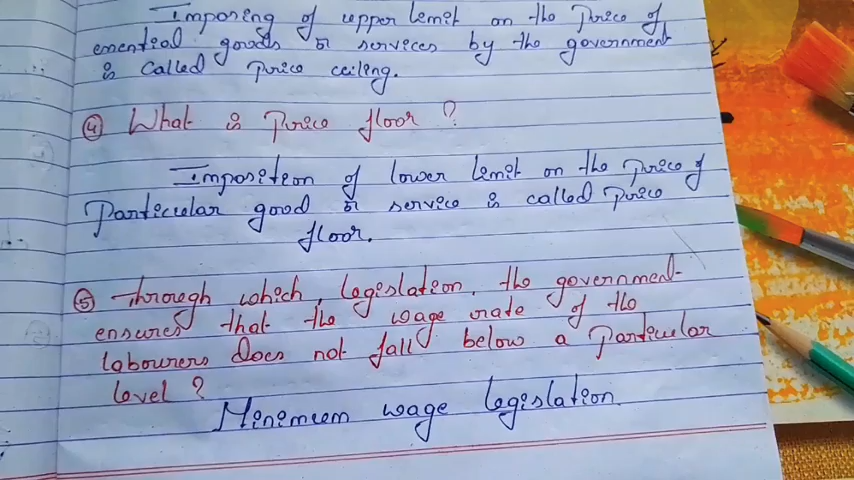 Imposing of upper limit on the price of
essential goods or services by the government
is called price ceiling.
④ What is price floor ?
Imposition of lower limit on the price of
Particular good or service is called price
floor.
⑤ Through which, legislation, the government
ensures that the wage rate of the
labourers does not fall below a Particular
level ?
Minimum wage legislation.